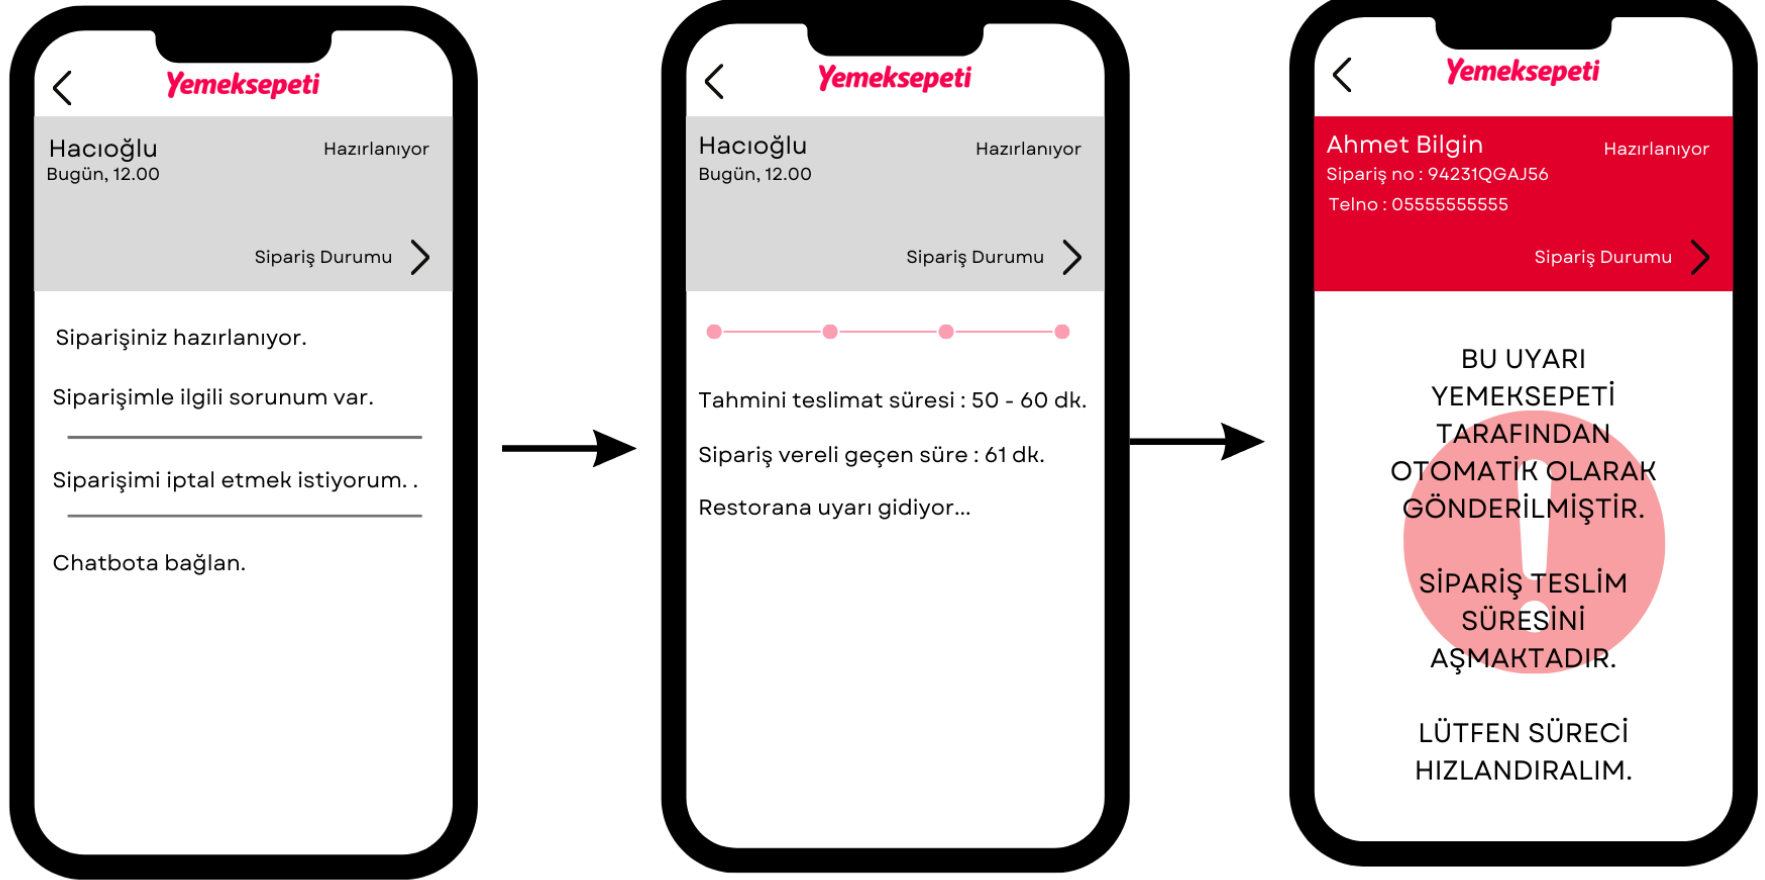 Yemeksepeti
Hacıoğlu
Hazırlanıyor
Bugün, 12.00
Sipariş Durumu
Siparişiniz hazırlanıyor.
Siparişimle ilgili sorunum var.
Siparişimi iptal etmek istiyorum. .
Chatbota bağlan.
Yemeksepeti
Hacıoğlu
Hazırlanıyor
Bugün, 12.00
Sipariş Durumu
Tahmini teslimat süresi : 50 - 60 dk.
Sipariş vereli geçen süre : 61 dk.
Restorana uyarı gidiyor...
Yemeksepeti
Ahmet Bilgin
Hazırlanıyor
Sipariş no : 94231QGAJ56
Telno : 05555555555
Sipariş Durumu
BU UYARI
YEMEKSEPETİ
TARAFINDAN
OTOMATİK OLARAK
GÖNDERİLMİŞTİR.
SİPARİŞ TESLİM
SÜRESİNİ
AŞMAKTADIR.
LÜTFEN SÜRECİ
HIZLANDIRALIM.